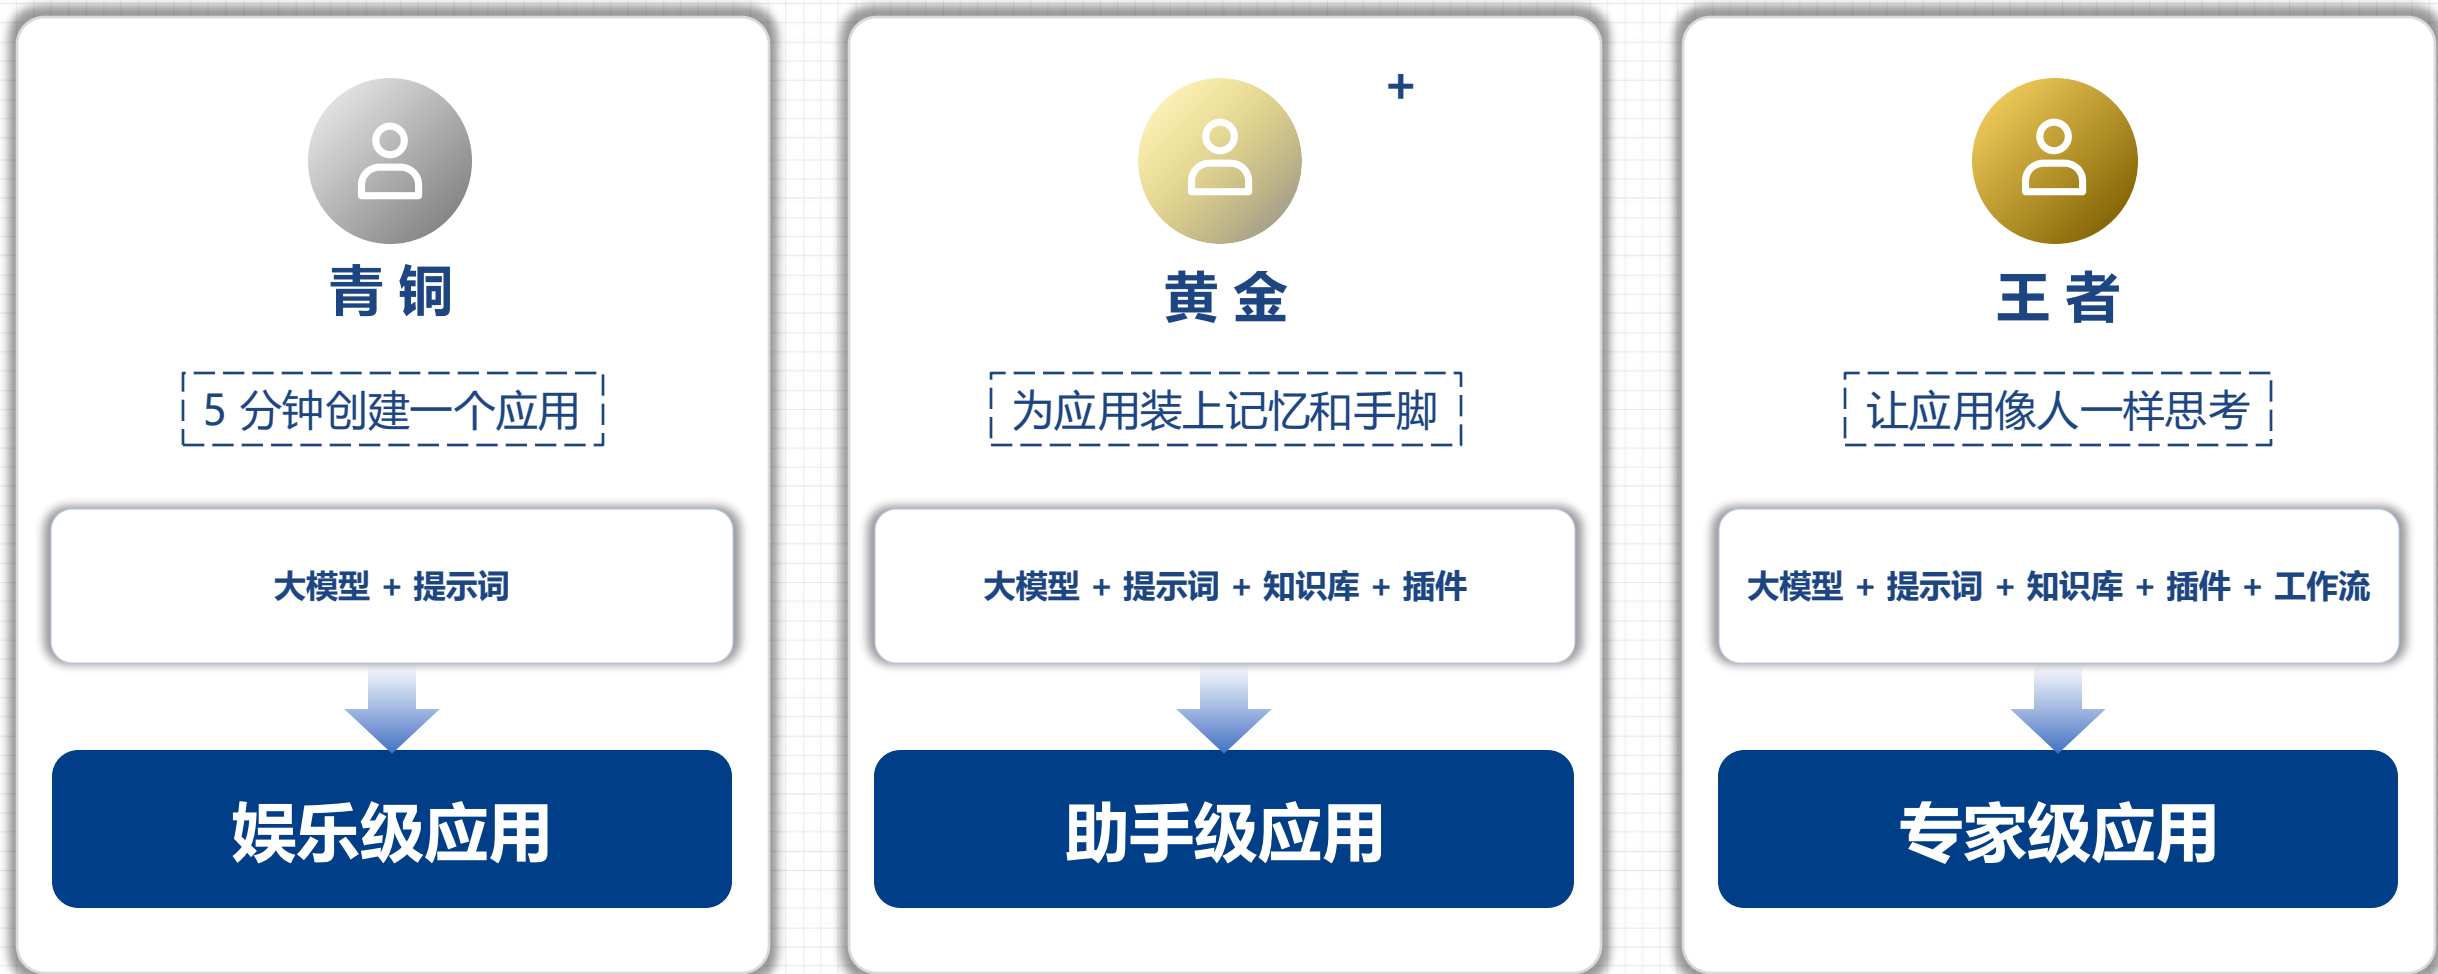 青铜
5 分钟创建一个应用
大模型 + 提示词
娱乐级应用
+
黄金
为应用装上记忆和手脚
大模型 + 提示词 + 知识库 + 插件
助手级应用
王者
让应用像人一样思考
大模型 + 提示词 + 知识库 + 插件 + 工作流
专家级应用